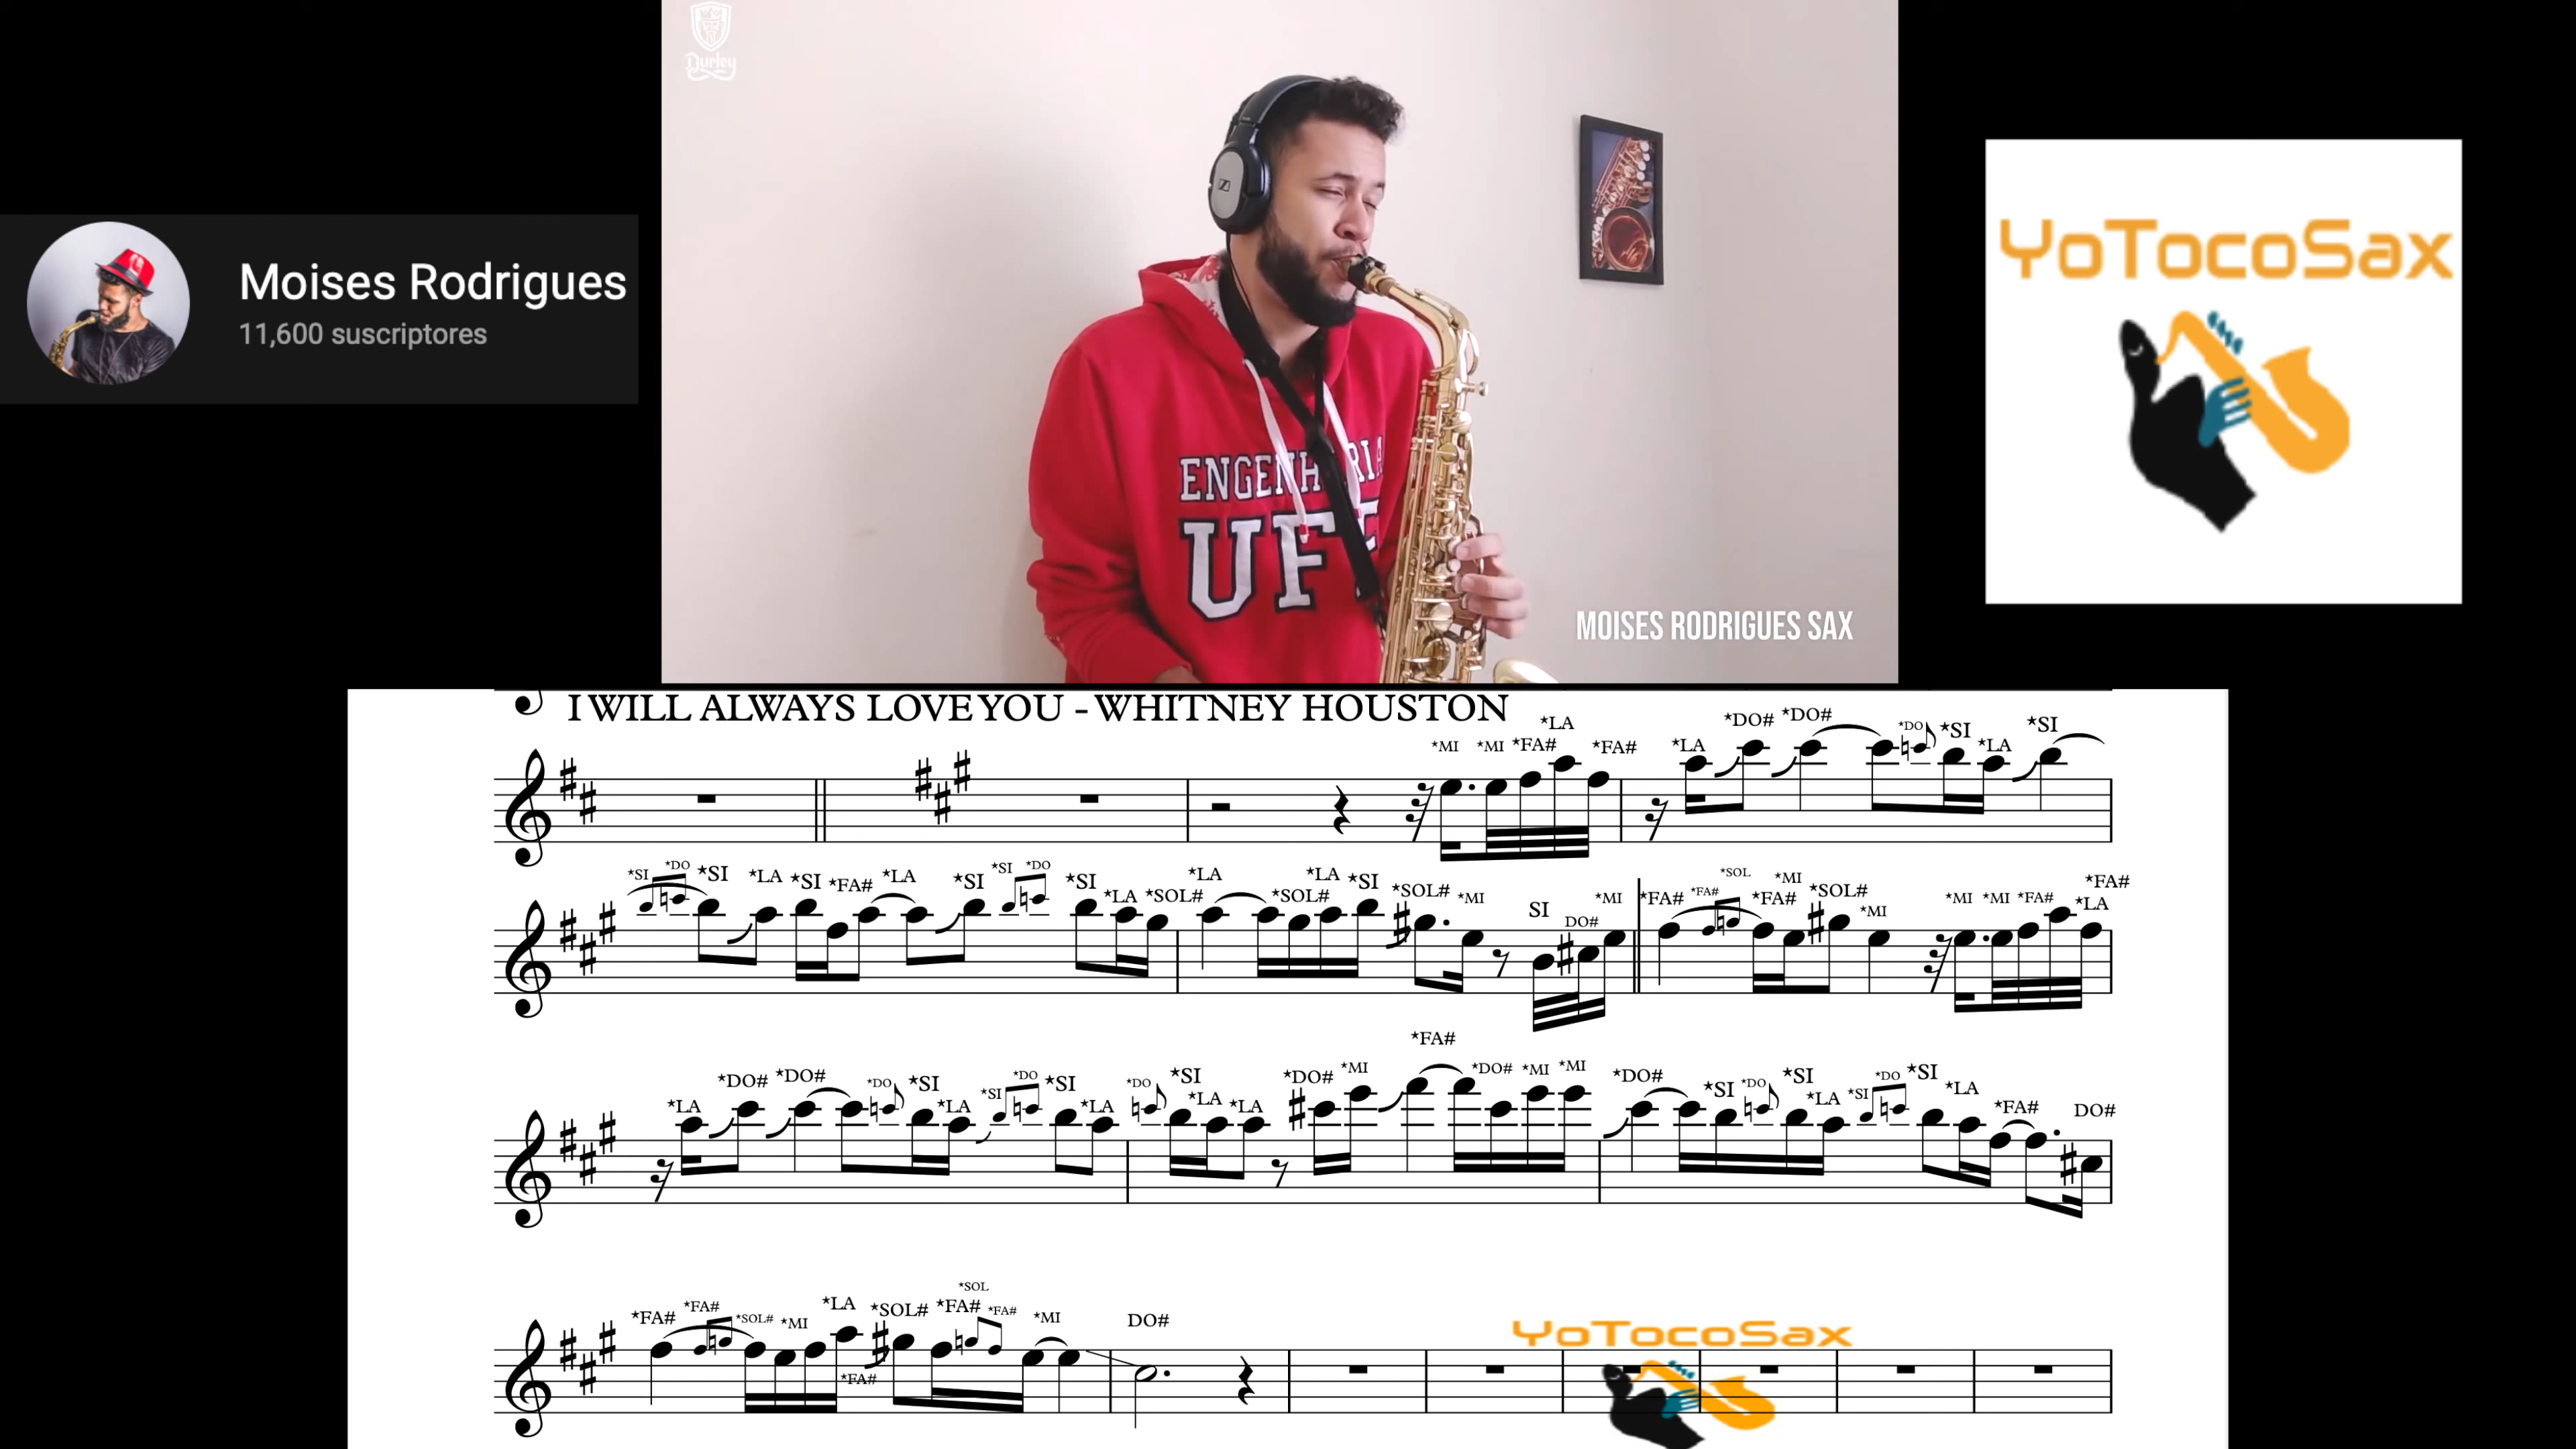 Durley
Moises Rodrigues
11,600 suscriptores
ENGENHARIA
UFF
MOISES RODRIGUES SAX
YoTocoSax
I WILL ALWAYS LOVE YOU - WHITNEY HOUSTON
*MI *MI *FA# *LA *FA# *LA *DO# *DO# *DO *SI *LA *SI
*SI *DO *SI *LA *SI *FA# *LA *SI *SI *DO *SI *LA *SOL# *LA *SOL# *LA *SI *SOL# *MI SI DO# *MI *FA# *FA# *SOL *FA# *MI *SOL# *MI *MI *MI *FA# *LA *FA#
*LA *DO# *DO# *DO *SI *LA *SI *DO *SI *LA *DO *SI *LA *LA *DO# *MI *FA# *DO# *MI *MI *DO# *SI *DO *SI *LA *SI *DO *SI *LA *FA# DO#
*FA# *FA# *SOL# *MI *LA *FA# *SOL# *FA# *SOL *FA# *MI DO#
YoTocoSax